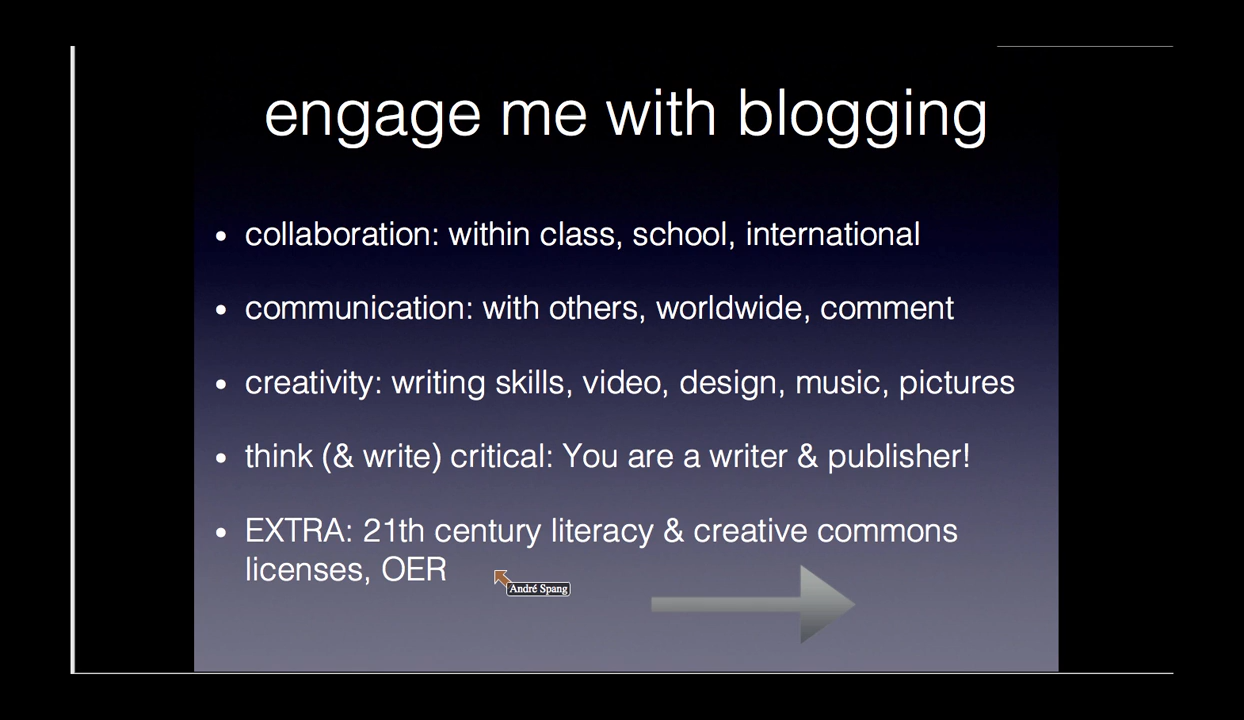 engage me with blogging
• collaboration: within class, school, international
• communication: with others, worldwide, comment
• creativity: writing skills, video, design, music, pictures
• think (& write) critical: You are a writer & publisher!
• EXTRA: 21th century literacy & creative commons
licenses, OER
André Spang